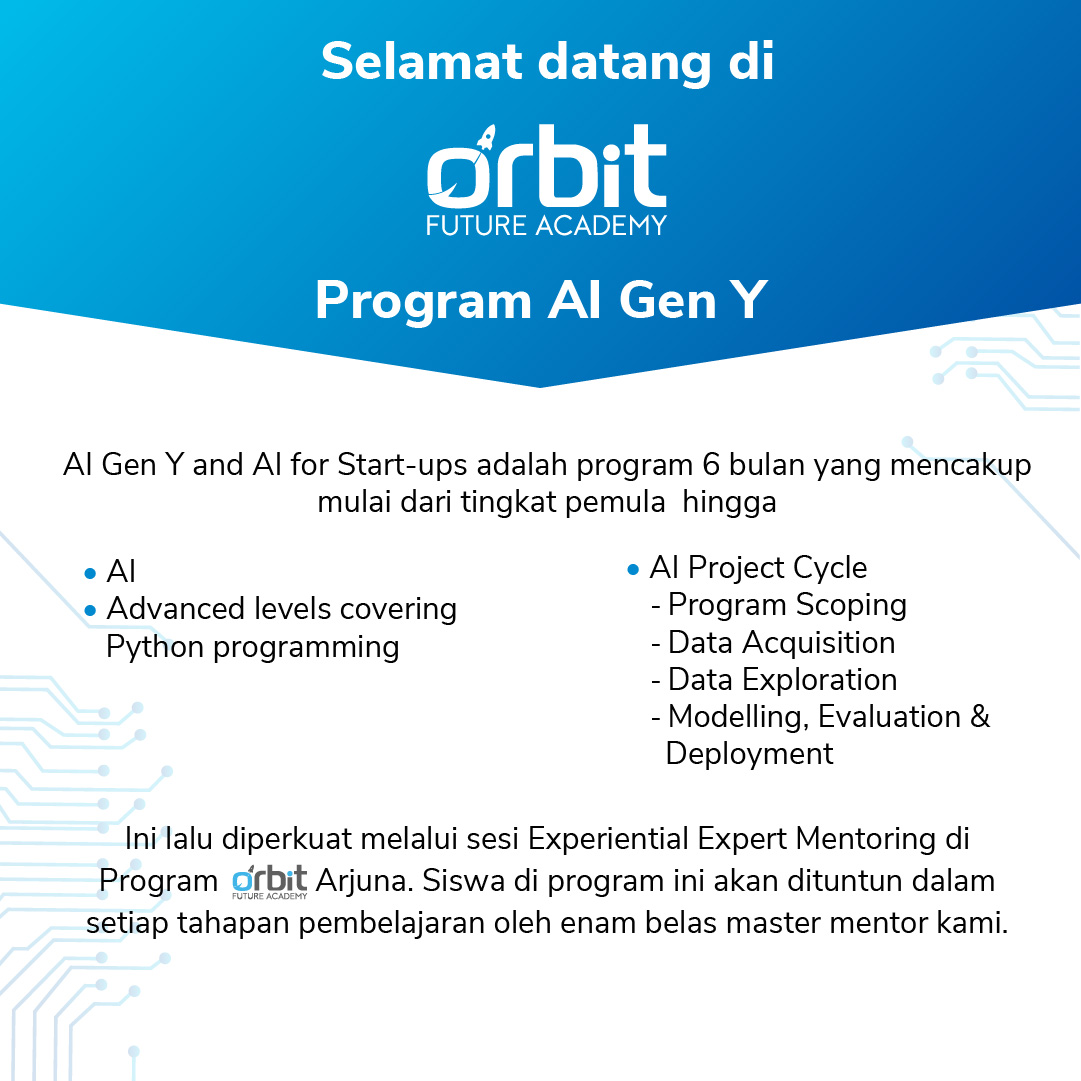 Selamat datang di
orbit
FUTURE ACADEMY
Program AI Gen Y
AI Gen Y and AI for Start-ups adalah program 6 bulan yang mencakup
mulai dari tingkat pemula  hingga
• AI
• Advanced levels covering
Python programming
• AI Project Cycle
- Program Scoping
- Data Acquisition
- Data Exploration
- Modelling, Evaluation &
Deployment
Ini lalu diperkuat melalui sesi Experiential Expert Mentoring di
Program orbit FUTURE ACADEMY Arjuna. Siswa di program ini akan dituntun dalam
setiap tahapan pembelajaran oleh enam belas master mentor kami.